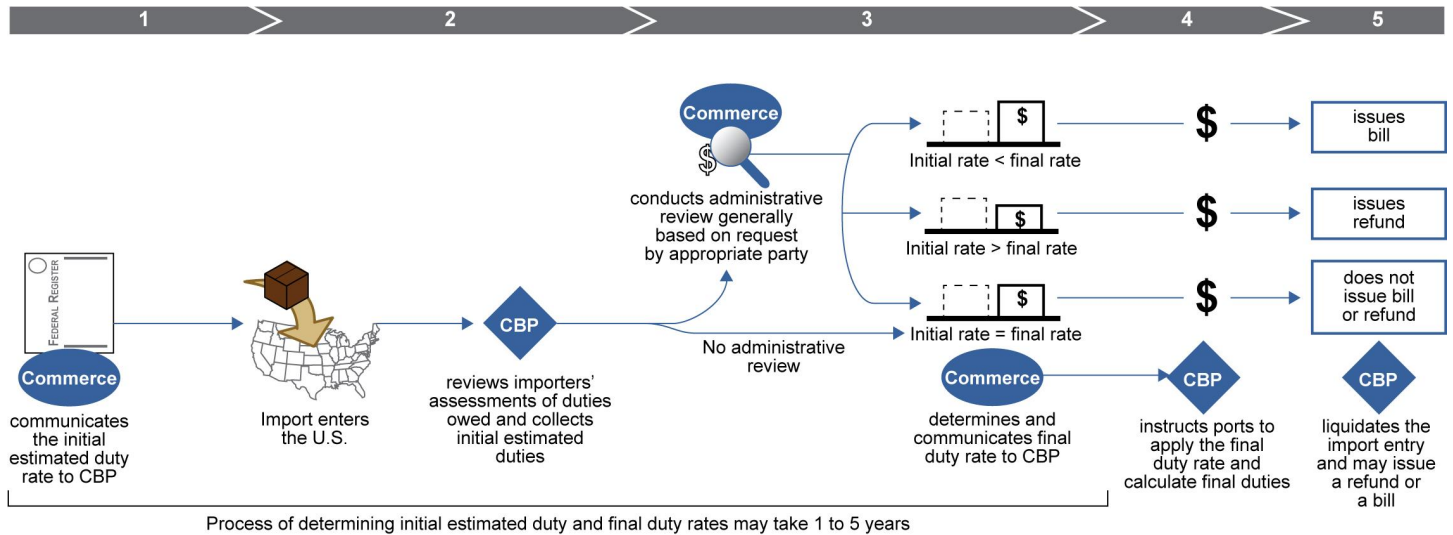 1
2
3
4
5
FEDERAL REGISTER
Commerce
communicates
the initial
estimated duty
rate to CBP
Import enters
the U.S.
CBP
reviews importers’
assessments of duties
owed and collects
initial estimated
duties
Commerce
$
conducts administrative
review generally
based on request
by appropriate party
No administrative
review
$
Initial rate < final rate
$
Initial rate > final rate
$
Initial rate = final rate
Commerce
determines and
communicates final
duty rate to CBP
$
$
$
CBP
instructs ports to
apply the final
duty rate and
calculate final duties
issues
bill
issues
refund
does not
issue bill
or refund
CBP
liquidates the
import entry
and may issue
a refund or
a bill
Process of determining initial estimated duty and final duty rates may take 1 to 5 years